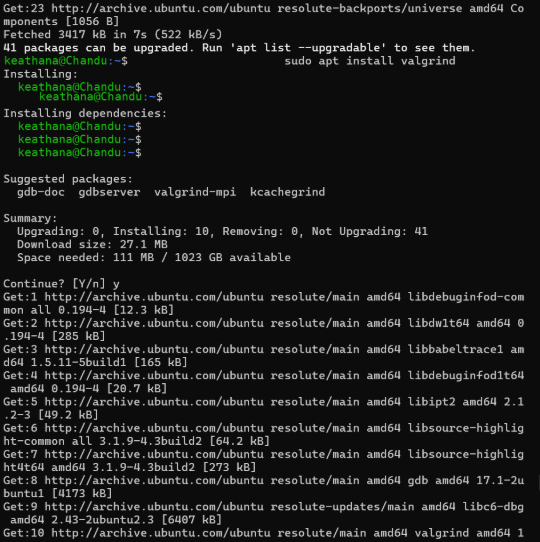 Get:23 http://archive.ubuntu.com/ubuntu resolute-backports/universe amd64 Co
mponents [1056 B]
Fetched 3417 kB in 7s (522 kB/s)
41 packages can be upgraded. Run 'apt list --upgradable' to see them.
keathana@Chandu:~$ sudo apt install valgrind
Installing:
keathana@Chandu:~$
keathana@Chandu:~$
Installing dependencies:
keathana@Chandu:~$
keathana@Chandu:~$
keathana@Chandu:~$
Suggested packages:
gdb-doc gdbserver valgrind-mpi kcachegrind
Summary:
Upgrading: 0, Installing: 10, Removing: 0, Not Upgrading: 41
Download size: 27.1 MB
Space needed: 111 MB / 1023 GB available
Continue? [Y/n] y
Get:1 http://archive.ubuntu.com/ubuntu resolute/main amd64 libdebuginfod-com
mon all 0.194-4 [12.3 kB]
Get:2 http://archive.ubuntu.com/ubuntu resolute/main amd64 libdw1t64 amd64 0
.194-4 [285 kB]
Get:3 http://archive.ubuntu.com/ubuntu resolute/main amd64 libbabeltrace1 am
d64 1.5.11-5build1 [165 kB]
Get:4 http://archive.ubuntu.com/ubuntu resolute/main amd64 libdebuginfod1t64
amd64 0.194-4 [20.7 kB]
Get:5 http://archive.ubuntu.com/ubuntu resolute/main amd64 libipt2 amd64 2.1
.2-3 [49.2 kB]
Get:6 http://archive.ubuntu.com/ubuntu resolute/main amd64 libsource-highlig
ht-common all 3.1.9-4.3build2 [64.2 kB]
Get:7 http://archive.ubuntu.com/ubuntu resolute/main amd64 libsource-highlig
ht4t64 amd64 3.1.9-4.3build2 [273 kB]
Get:8 http://archive.ubuntu.com/ubuntu resolute/main amd64 gdb amd64 17.1-2u
buntu1 [4173 kB]
Get:9 http://archive.ubuntu.com/ubuntu resolute-updates/main amd64 libc6-dbg
amd64 2.43-2ubuntu2.3 [6407 kB]
Get:10 http://archive.ubuntu.com/ubuntu resolute/main amd64 valgrind amd64 1